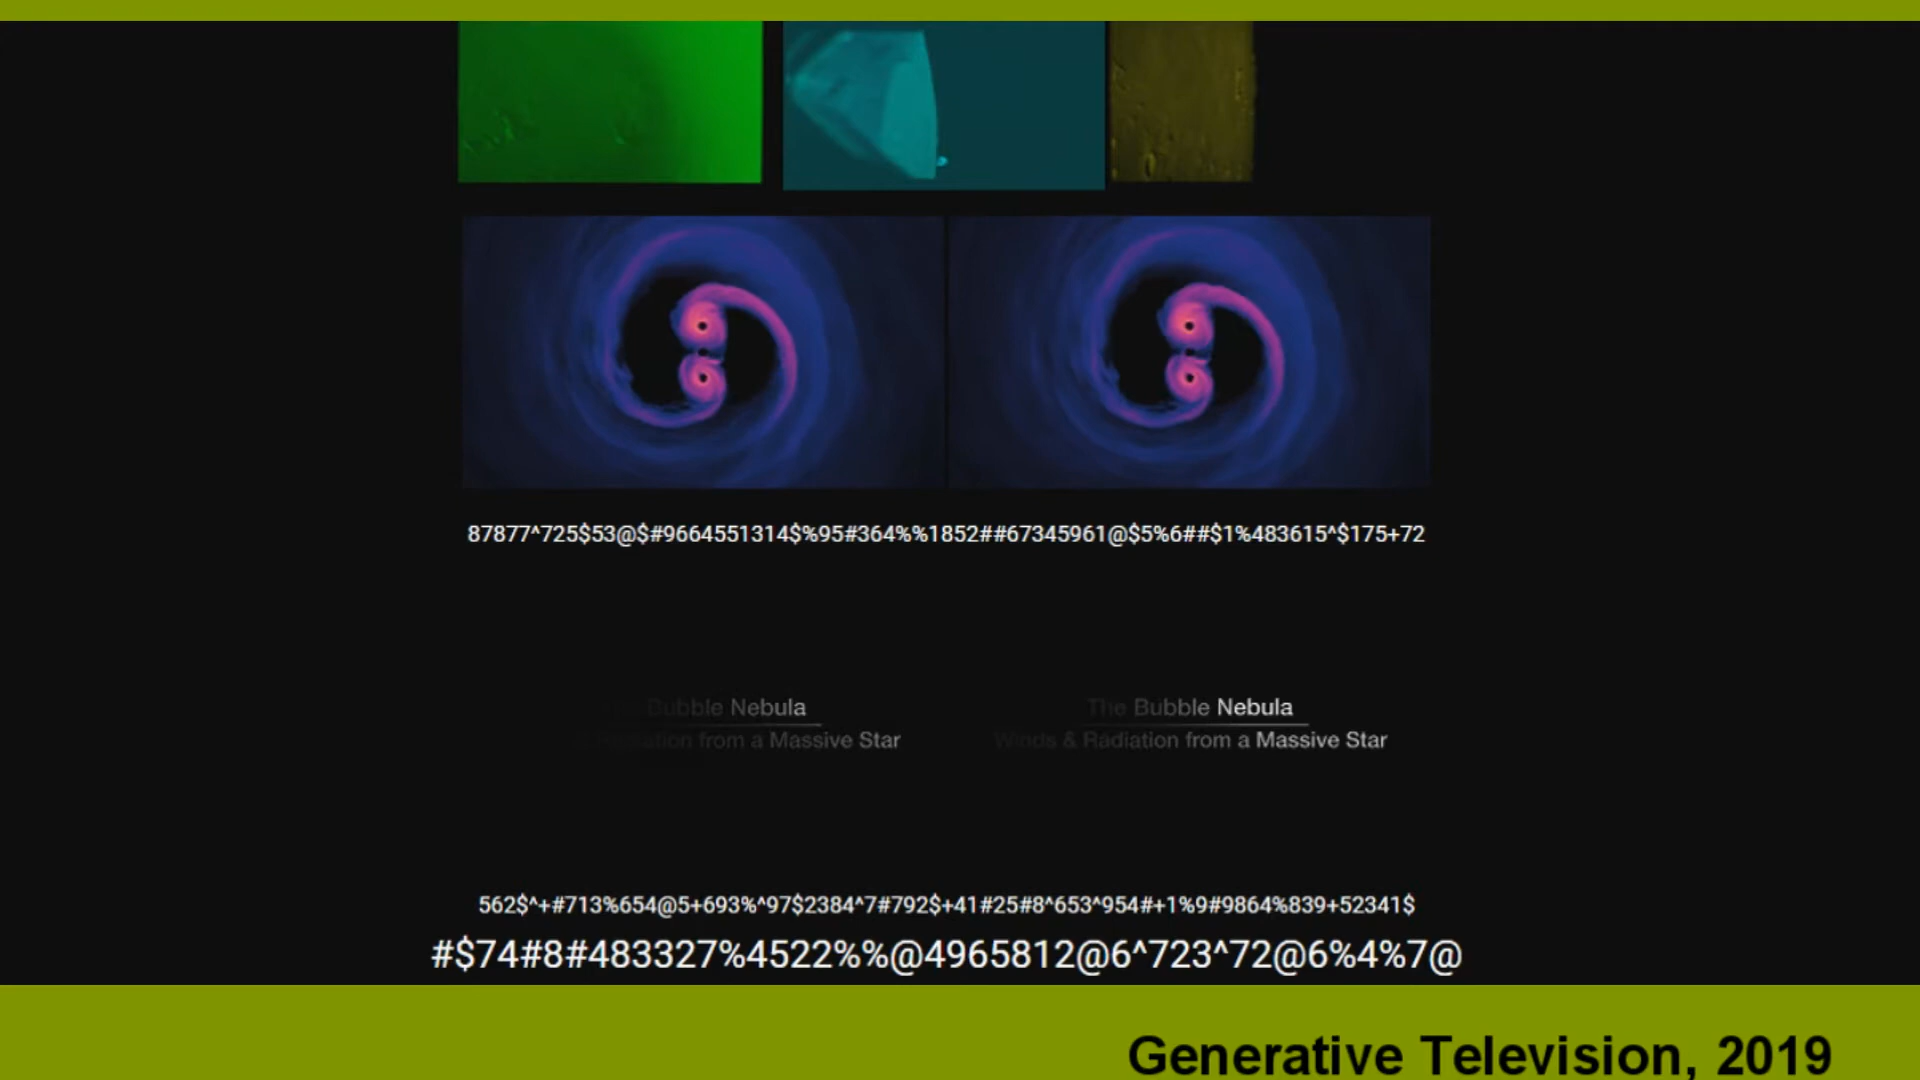 87877^725$53@$#9664551314$%95#364%%1852##67345961@$5%6##$1%483615^$175+72
Bubble Nebula
The Bubble Nebula
Radiation from a Massive Star
Winds & Radiation from a Massive Star
562$^+#713%654@5+693%^97$2384^7#792$+41#25#8^653^954#+1%9#9864%839+52341$
#$74#8#483327%4522%%@4965812@6^723^72@6%4%7@
Generative Television, 2019